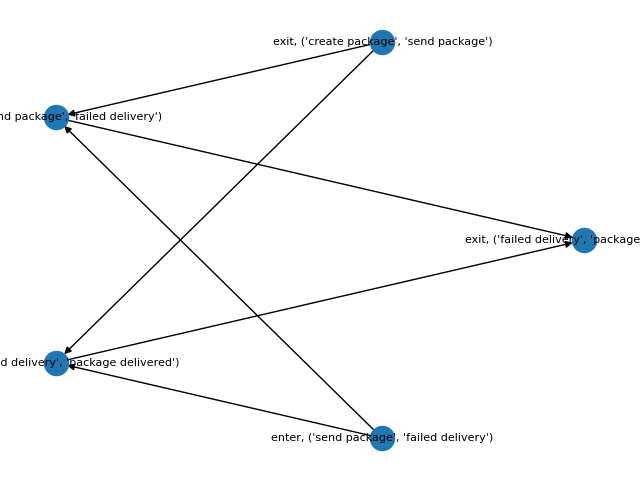 exit, ('create package', 'send package')
nd package', 'failed delivery')
exit, ('failed delivery', 'package
d delivery', 'package delivered')
enter, ('send package', 'failed delivery')